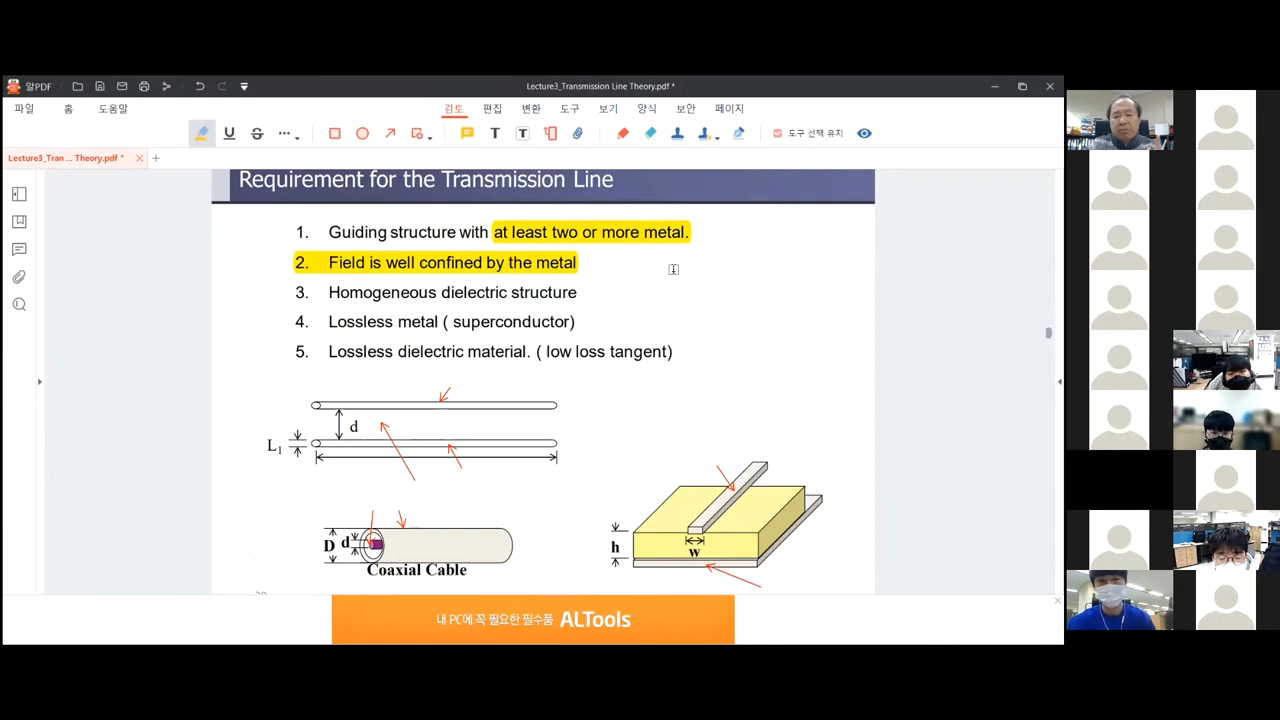 알PDF
Lecture3_Transmission Line Theory.pdf *
파일 홈 도움말 검토 편집 변환 도구 보기 양식 보안 페이지
도구 선택 유지
Lecture3_Tran... Theory.pdf *
Requirement for the Transmission Line
1. Guiding structure with at least two or more metal.
2. Field is well confined by the metal
3. Homogeneous dielectric structure
4. Lossless metal ( superconductor)
5. Lossless dielectric material. ( low loss tangent)
d
L1
D d
Coaxial Cable
h
w
내 PC에 꼭 필요한 필수품 ALTools